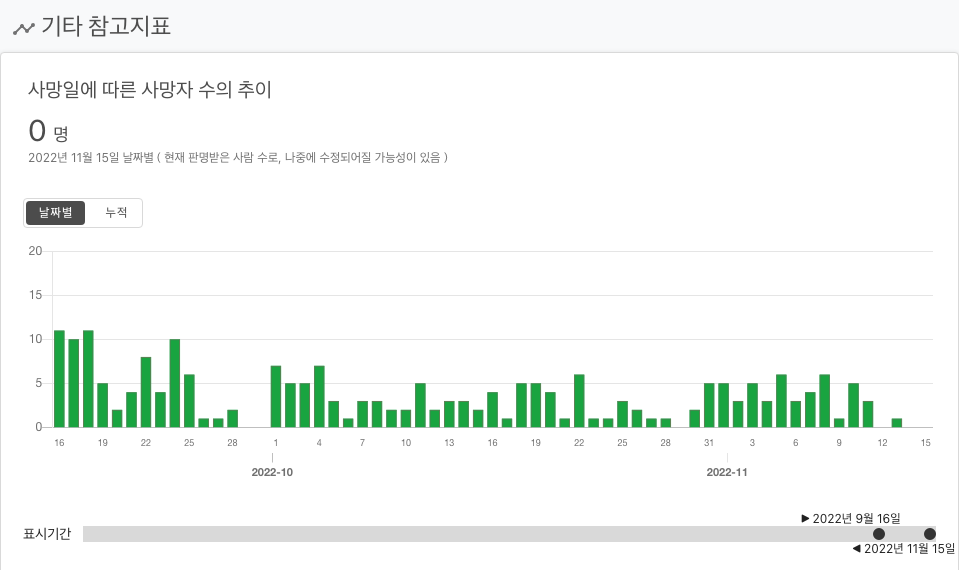 기타 참고지표
사망일에 따른 사망자 수의 추이
0 명
2022년 11월 15일 날짜별 ( 현재 판명받은 사람 수로, 나중에 수정되어질 가능성이 있음 )
날짜별 누적
20
15
10
5
0
16 19 22 25 28 1 4 7 10 13 16 19 22 25 28 31 3 6 9 12 15
2022-10 2022-11
▶ 2022년 9월 16일
표시기간
◀ 2022년 11월 15일